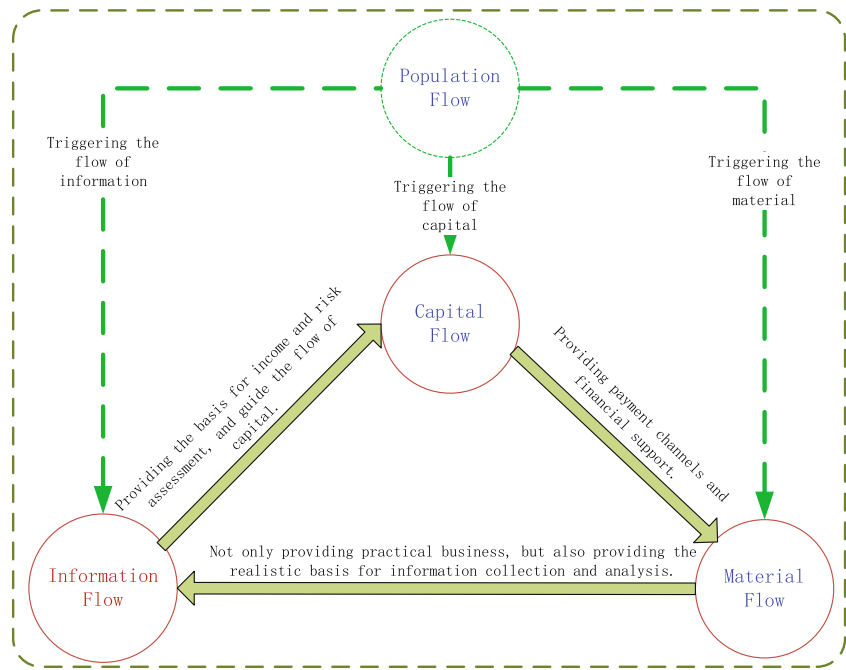 Population
Flow
Triggering the
flow of
information
Triggering the
flow of
capital
Triggering the
flow of
material
Capital
Flow
Providing the basis for income and risk
assessment, and guide the flow of
capital.
Providing payment channels and
financial support.
Not only providing practical business, but also providing the
realistic basis for information collection and analysis.
Information
Flow
Material
Flow